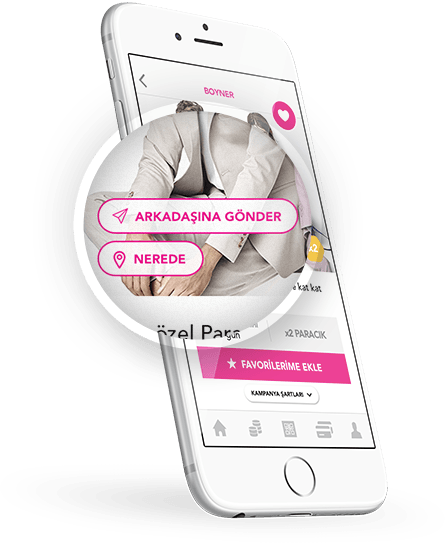 BOYNER
ARKADAŞINA GÖNDER
NEREDE
x2
kat kat
özel Para
gün
x2 PARACIK
FAVORİLERİME EKLE
KAMPANYA ŞARTLARI